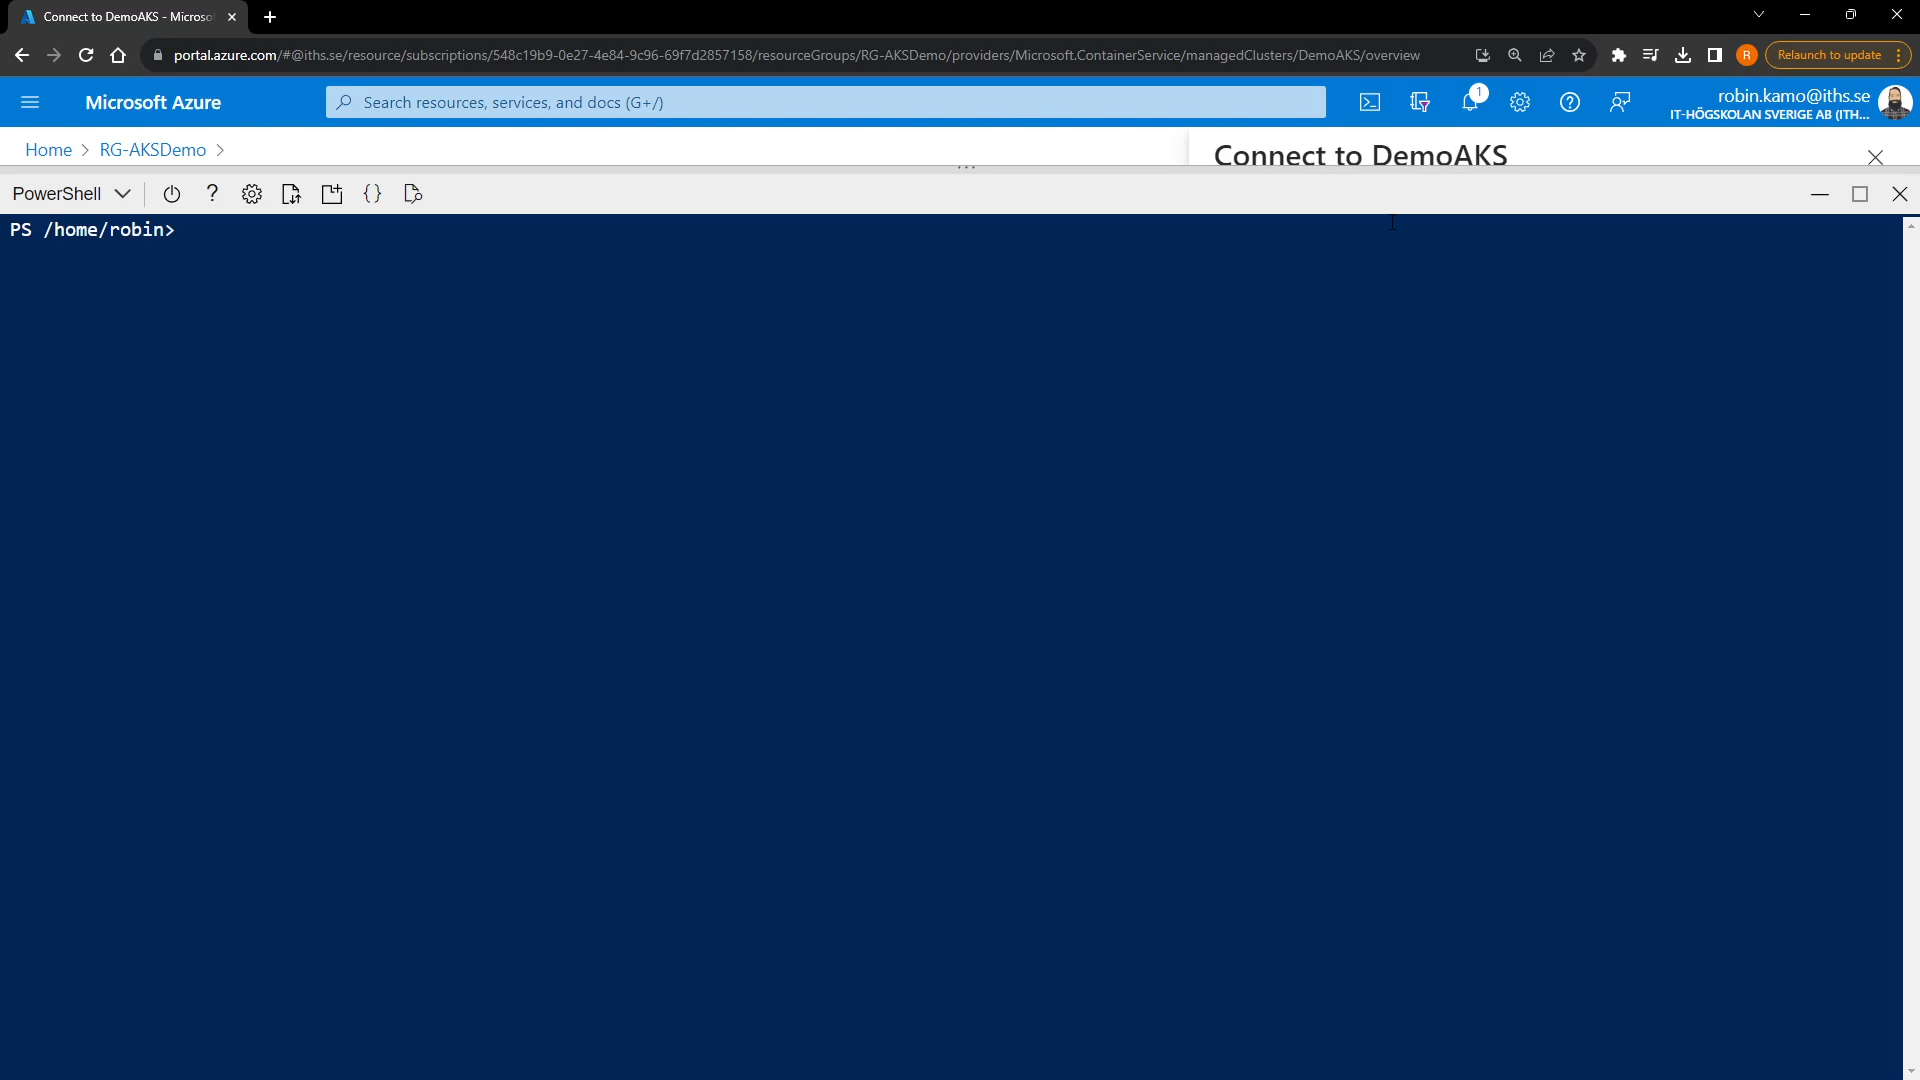 Connect to DemoAKS - Microso
portal.azure.com/#@iths.se/resource/subscriptions/548c19b9-0e27-4e84-9c96-69f7d2857158/resourceGroups/RG-AKSDemo/providers/Microsoft.ContainerService/managedClusters/DemoAKS/overview
R
Relaunch to update
Microsoft Azure
Search resources, services, and docs (G+/)
1
robin.kamo@iths.se
IT-HÖGSKOLAN SVERIGE AB (ITH...
Home > RG-AKSDemo >
Connect to DemoAKS
PowerShell
PS /home/robin>